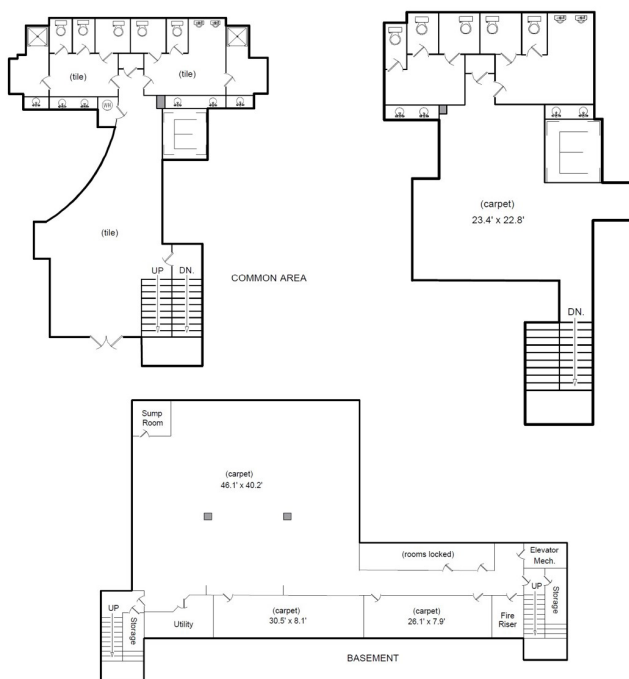 (tile)
(tile)
WH
E
(tile)
UP
DN.
COMMON AREA
E
(carpet)
23.4' x 22.8'
DN.
Sump
Room
(carpet)
46.1' x 40.2'
(rooms locked)
Elevator
Mech.
UP
Storage
Utility
(carpet)
30.5' x 8.1'
(carpet)
26.1' x 7.9'
Fire
Riser
UP
Storage
BASEMENT